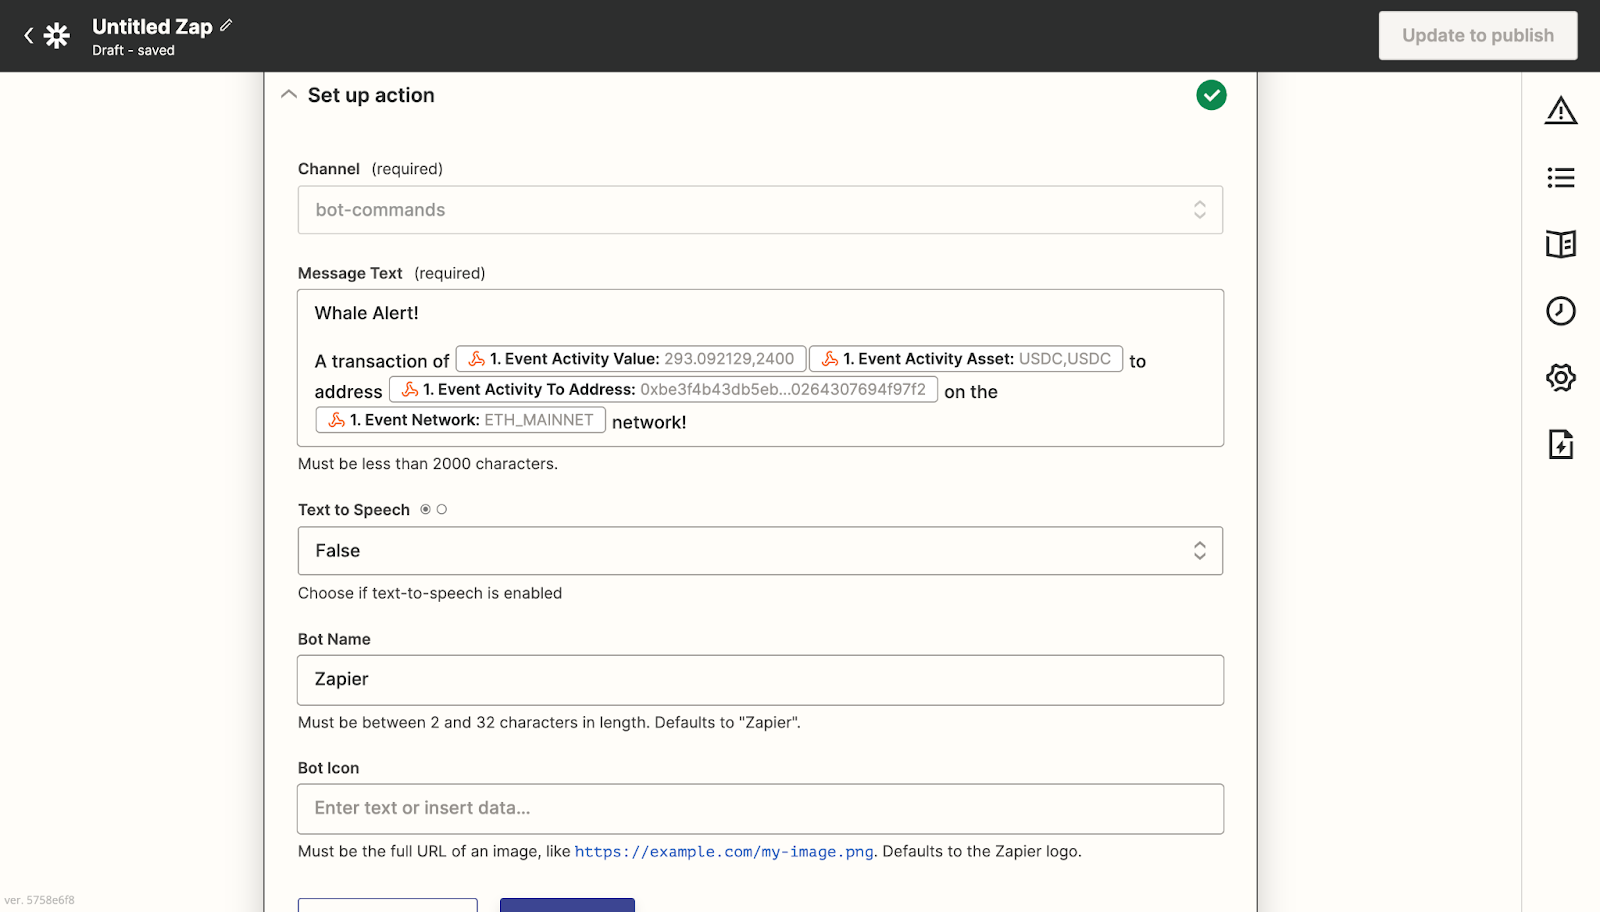 Untitled Zap
Draft - saved
Update to publish
Set up action
Channel (required)
bot-commands
Message Text (required)
Whale Alert!
A transaction of 1. Event Activity Value: 293.092129,2400 1. Event Activity Asset: USDC,USDC to
address 1. Event Activity To Address: 0xbe3f4b43db5eb...0264307694f97f2 on the
1. Event Network: ETH_MAINNET network!
Must be less than 2000 characters.
Text to Speech
False
Choose if text-to-speech is enabled
Bot Name
Zapier
Must be between 2 and 32 characters in length. Defaults to "Zapier".
Bot Icon
Enter text or insert data...
Must be the full URL of an image, like https://example.com/my-image.png. Defaults to the Zapier logo.
ver. 5758e6f8